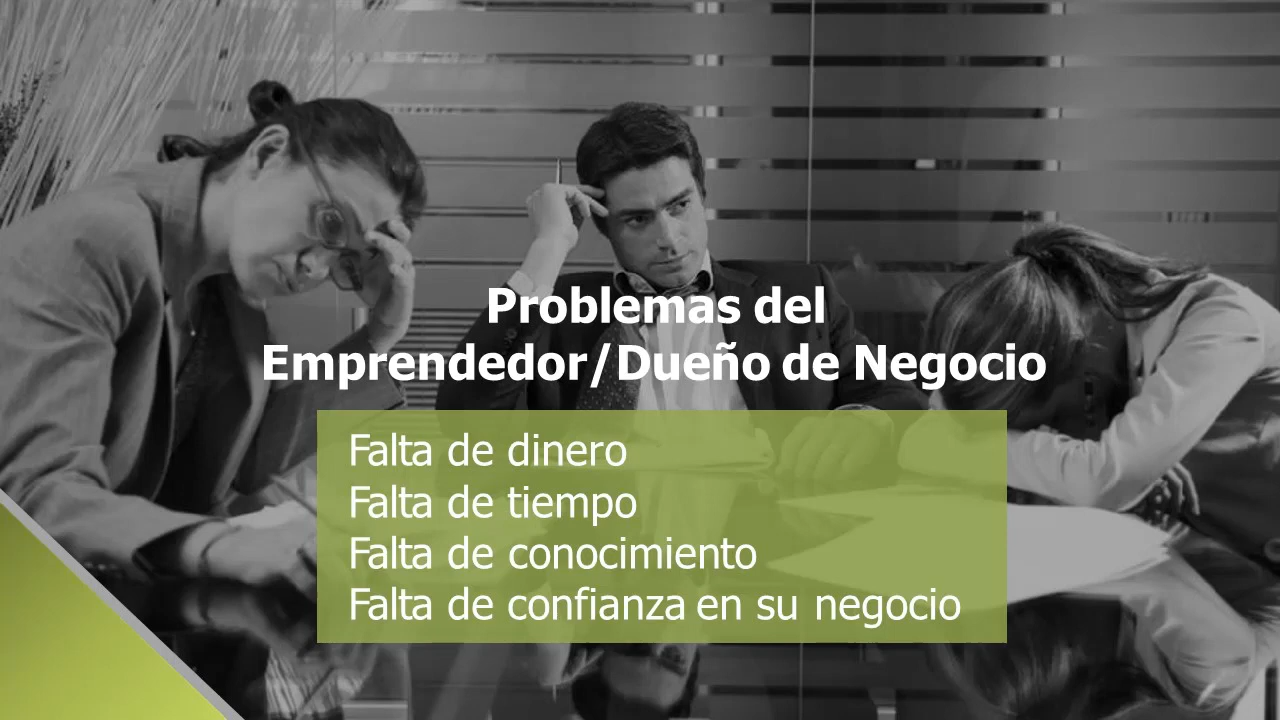 Problemas del
Emprendedor/Dueño de Negocio
Falta de dinero
Falta de tiempo
Falta de conocimiento
Falta de confianza en su negocio